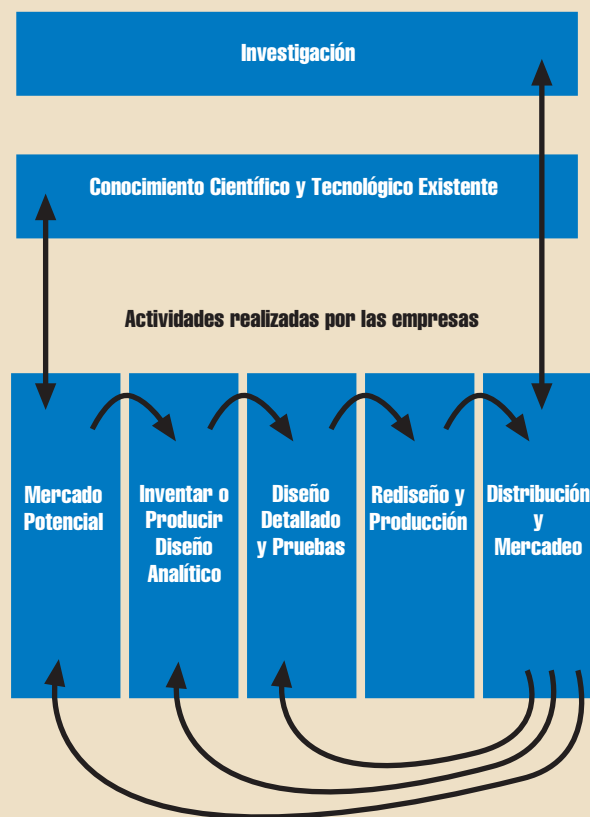 Investigación
Conocimiento Científico y Tecnológico Existente
Actividades realizadas por las empresas
Mercado
Potencial
Inventar o
Producir
Diseño
Analítico
Diseño
Detallado
y Pruebas
Rediseño y
Producción
Distribución
y
Mercadeo